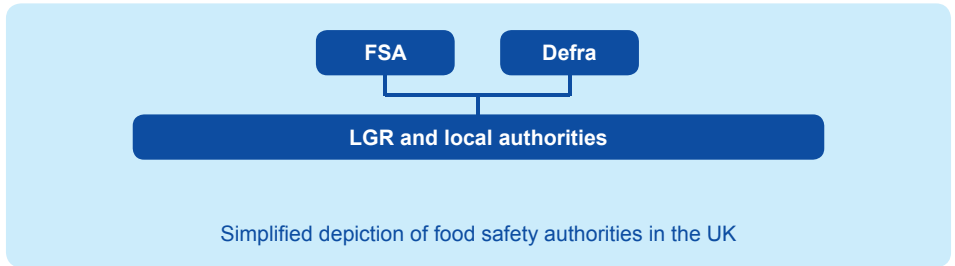 FSA
Defra
LGR and local authorities
Simplified depiction of food safety authorities in the UK